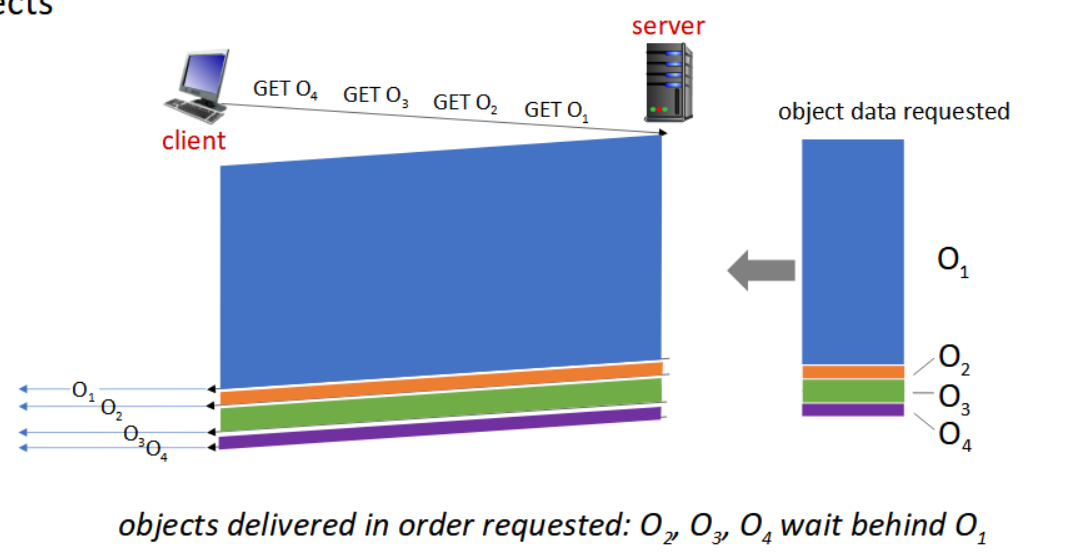 ects
server
GET O₄ GET O₃ GET O₂ GET O₁
object data requested
client
O₁
O₂
O₁
O₂
O₃
O₃
O₄
O₄
objects delivered in order requested: O₂, O₃, O₄ wait behind O₁